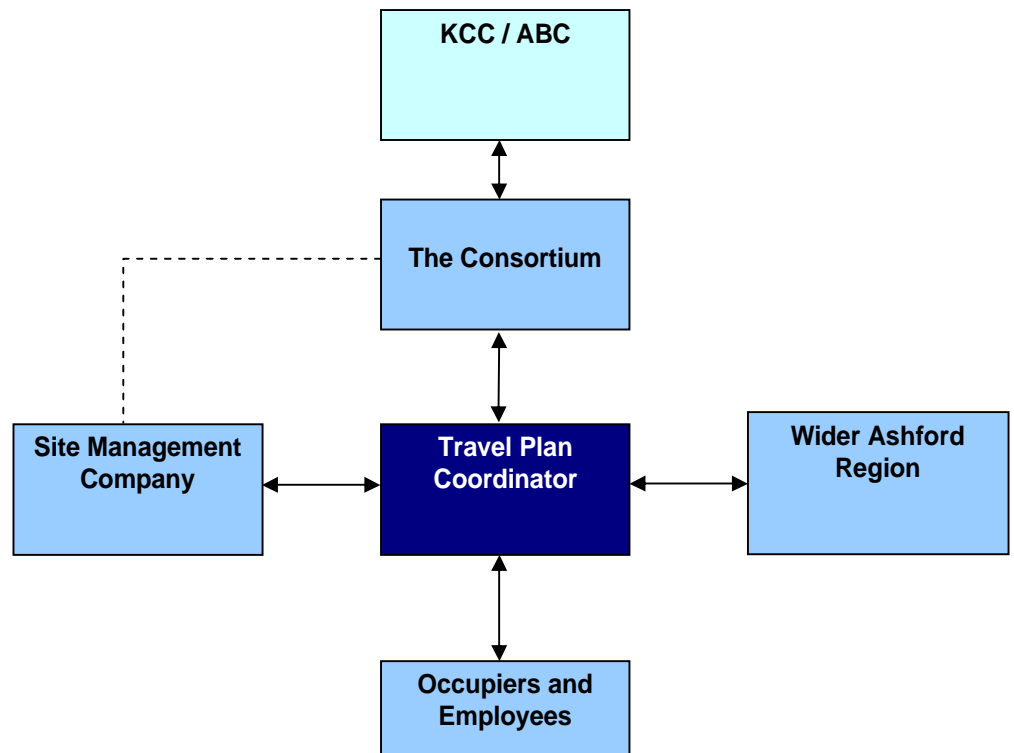 KCC / ABC
The Consortium
Site Management
Company
Travel Plan
Coordinator
Wider Ashford
Region
Occupiers and
Employees